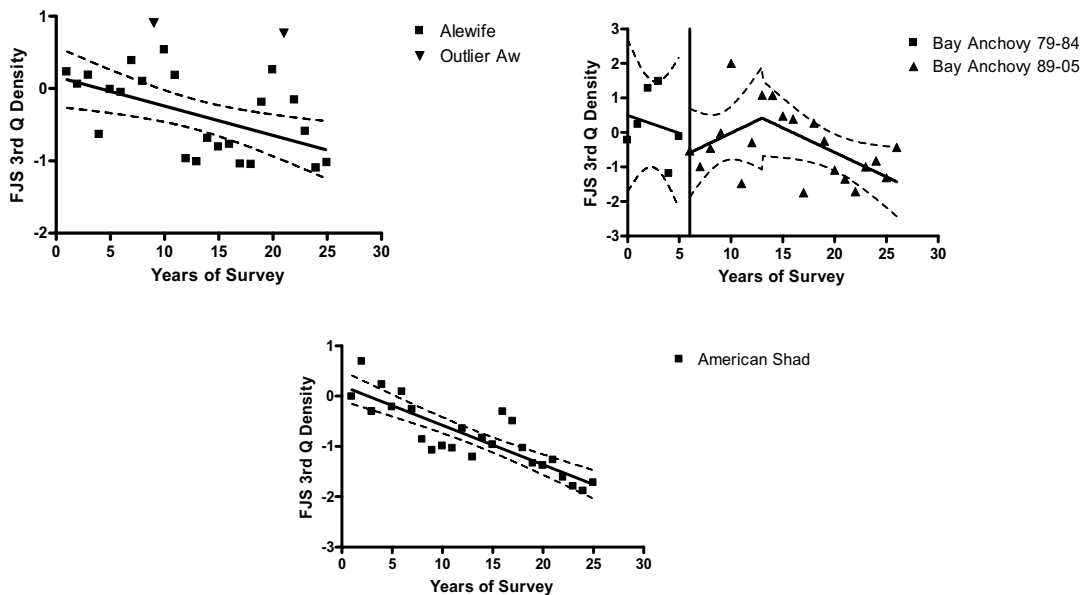 1
0
-1
-2
FJS 3rd Q Density
0 5 10 15 20 25 30
Years of Survey
Alewife
Outlier Aw
3
2
1
0
-1
-2
-3
FJS 3rd Q Density
0 5 10 15 20 25 30
Years of Survey
Bay Anchovy 79-84
Bay Anchovy 89-05
1
0
-1
-2
-3
FJS 3rd Q Density
0 5 10 15 20 25 30
Years of Survey
American Shad